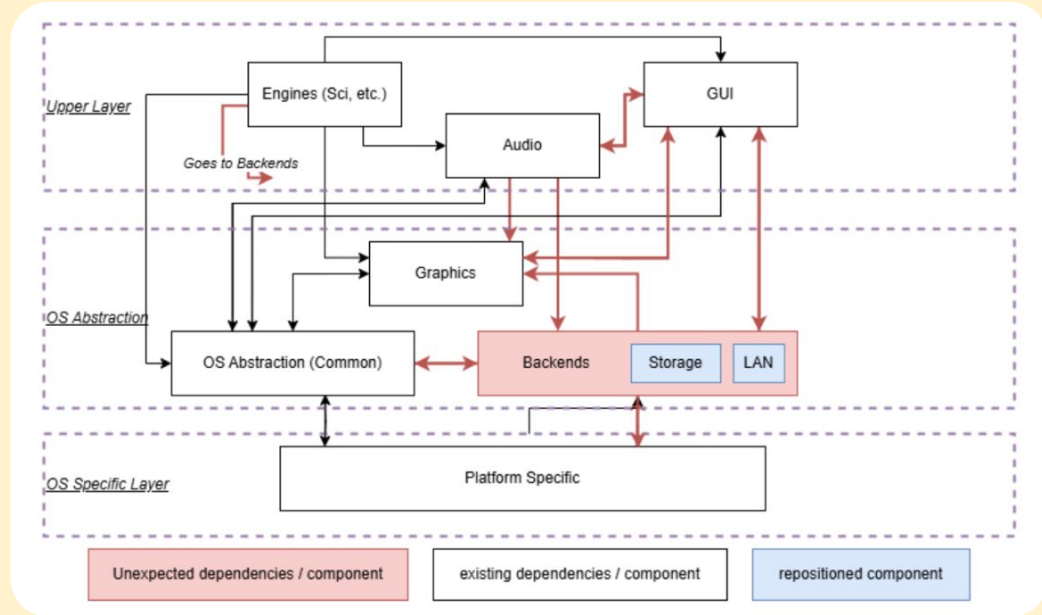 Engines (Sci, etc.)
GUI
Upper Layer
Audio
Goes to Backends
Graphics
OS Abstraction
OS Abstraction (Common)
Backends
Storage
LAN
Platform Specific
OS Specific Layer
Unexpected dependencies / component
existing dependencies / component
repositioned component